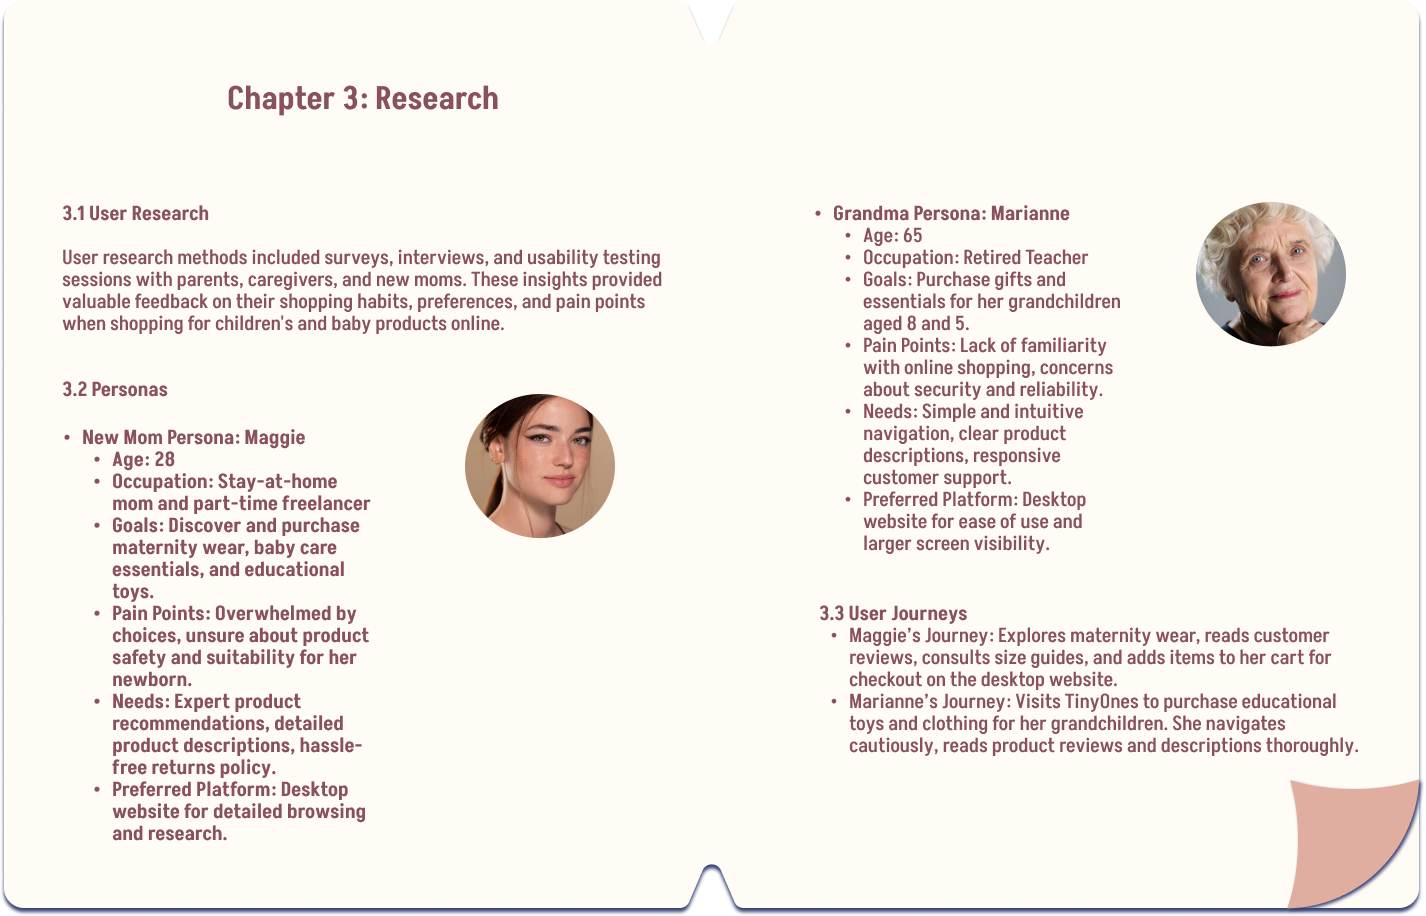 Chapter 3: Research
3.1 User Research
User research methods included surveys, interviews, and usability testing
sessions with parents, caregivers, and new moms. These insights provided
valuable feedback on their shopping habits, preferences, and pain points
when shopping for children's and baby products online.
3.2 Personas
• New Mom Persona: Maggie
• Age: 28
• Occupation: Stay-at-home
mom and part-time freelancer
• Goals: Discover and purchase
maternity wear, baby care
essentials, and educational
toys.
• Pain Points: Overwhelmed by
choices, unsure about product
safety and suitability for her
newborn.
• Needs: Expert product
recommendations, detailed
product descriptions, hassle-
free returns policy.
• Preferred Platform: Desktop
website for detailed browsing
and research.
• Grandma Persona: Marianne
• Age: 65
• Occupation: Retired Teacher
• Goals: Purchase gifts and
essentials for her grandchildren
aged 8 and 5.
• Pain Points: Lack of familiarity
with online shopping, concerns
about security and reliability.
• Needs: Simple and intuitive
navigation, clear product
descriptions, responsive
customer support.
• Preferred Platform: Desktop
website for ease of use and
larger screen visibility.
3.3 User Journeys
• Maggie’s Journey: Explores maternity wear, reads customer
reviews, consults size guides, and adds items to her cart for
checkout on the desktop website.
• Marianne’s Journey: Visits TinyOnes to purchase educational
toys and clothing for her grandchildren. She navigates
cautiously, reads product reviews and descriptions thoroughly.